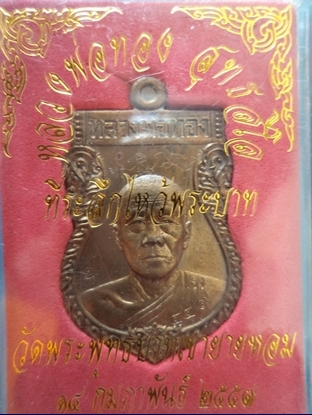 หลวงพ่อทอง สุทธสีโล
หลวงพ่อทอง
ที่ระลึกไหว้พระบาท
วัดพระพุทธบาทเขายายหอม
๑๔ กุมภาพันธ์ ๒๕๕๗